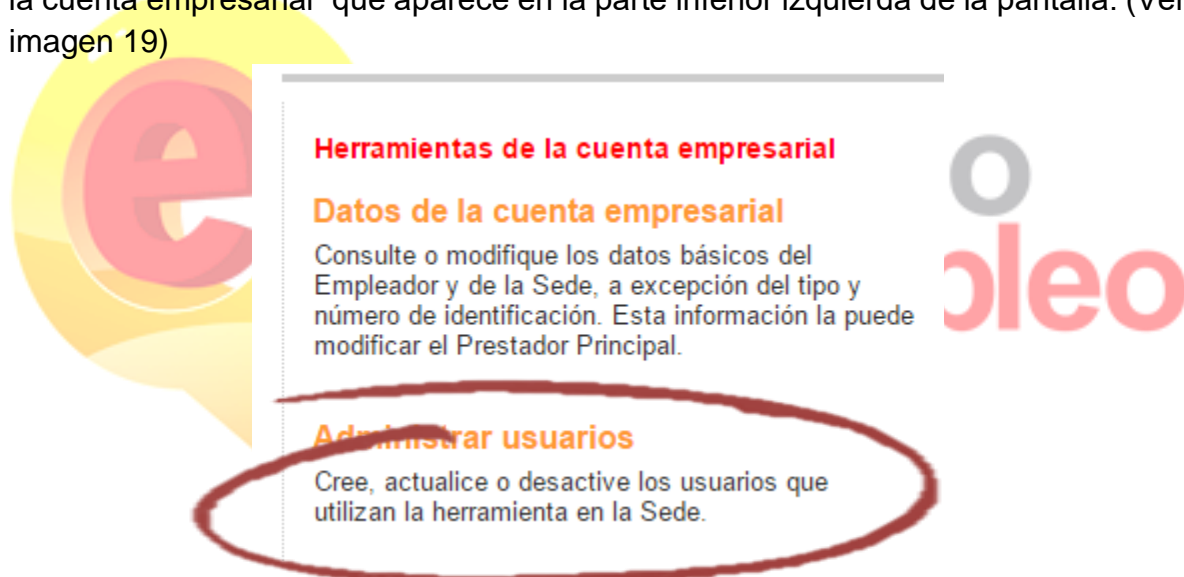 la cuenta empresarial" que aparece en la parte inferior izquierda de la pantalla. (Ver
imagen 19)
Herramientas de la cuenta empresarial
Datos de la cuenta empresarial
Consulte o modifique los datos básicos del
Empleador y de la Sede, a excepción del tipo y
número de identificación. Esta información la puede
modificar el Prestador Principal.
Administrar usuarios
Cree, actualice o desactive los usuarios que
utilizan la herramienta en la Sede.
e
o
pleo